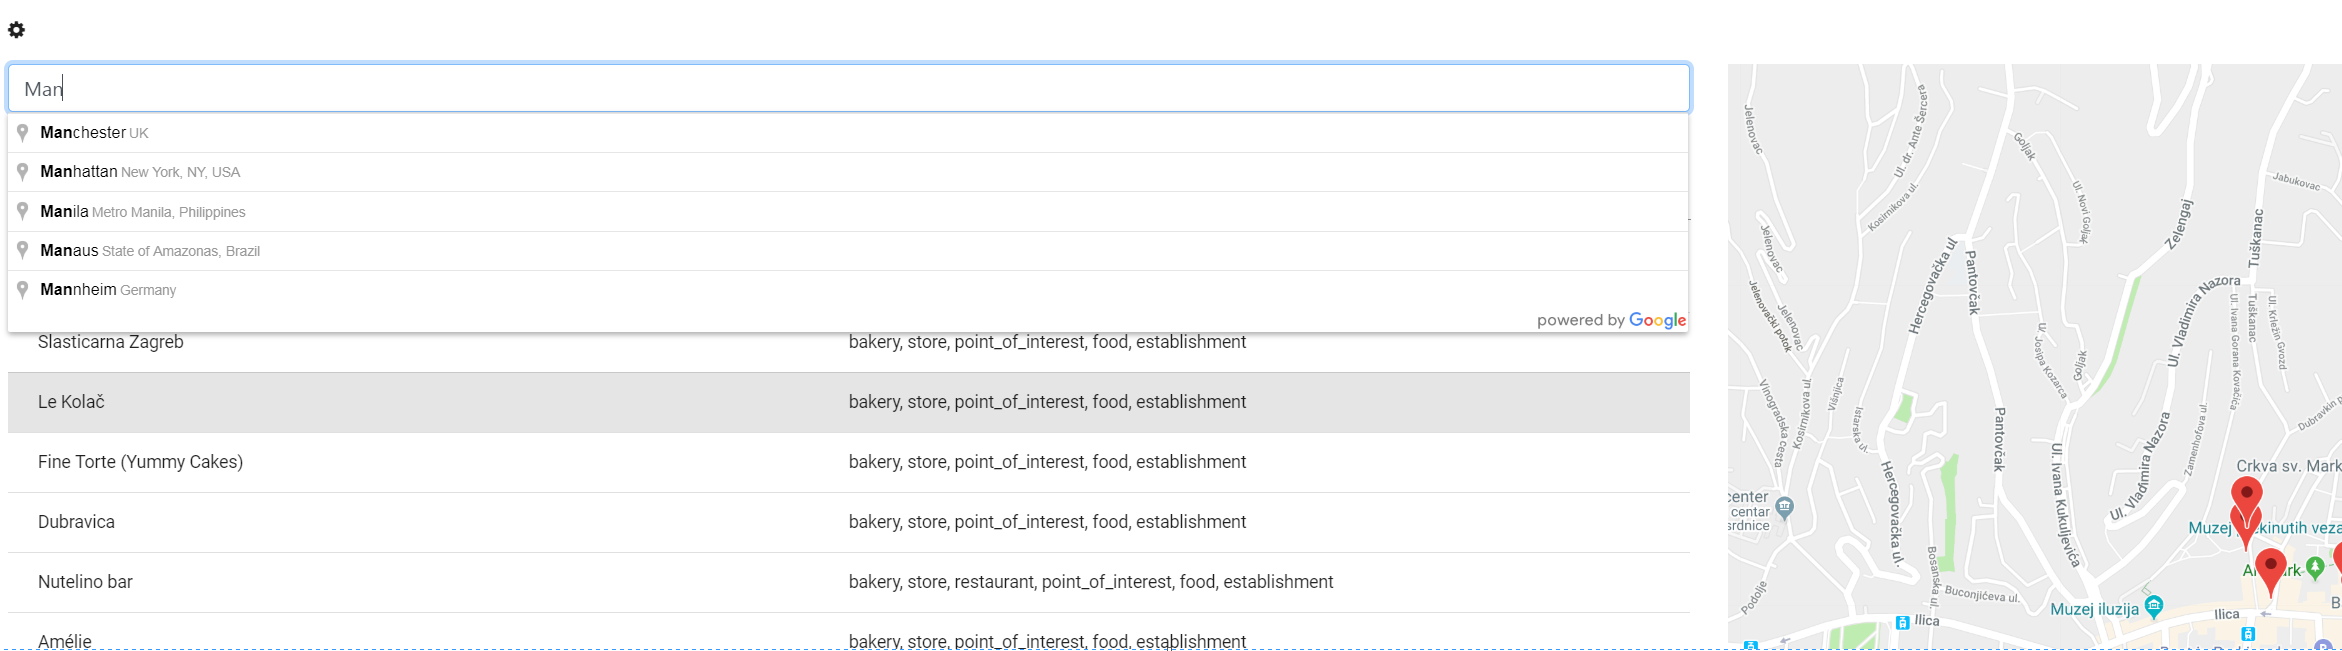 Man
Manchester UK
Manhattan New York, NY, USA
Manila Metro Manila, Philippines
Manaus State of Amazonas, Brazil
Mannheim Germany
powered by Google
Slasticarna Zagreb bakery, store, point_of_interest, food, establishment
Le Kolač bakery, store, point_of_interest, food, establishment
Fine Torte (Yummy Cakes) bakery, store, point_of_interest, food, establishment
Dubravica bakery, store, point_of_interest, food, establishment
Nutelino bar bakery, store, restaurant, point_of_interest, food, establishment
Amélie bakery, store, point_of_interest, food, establishment
Jelenovac
Ul. dr. Ante Šercera
Goljak
Jabukovac
Kosirnikova ul.
Ul. Novi Goljak
Zelengaj
Tuškanac
Jelenovac
Hercegovačka ul
Pantovčak
Ul. Vladimira Nazora
Jelenovački potok
Jelenovac
Tuškanac
Ul. Ivana Gorana Kovačića
Ul. Krležin Gvozd
Ul. Josipa Kozarca
Goljak
Vinogradska cesta
Kosirnikova ul.
Višnjica
Istarska ul.
Pantovčak
Ul. Vladimira Nazora
Zamenhofova ul.
Dubravkin p
Ul. Ivana Kukuljevića
Hercegovačka ul.
Crkva sv. Mark
center
centar
srdnice
Muzej
ekinutih veza
Bosanska ul.
Buconjićeva ul.
Podolje
Muzej iluzija
Ilica
Ilica
B